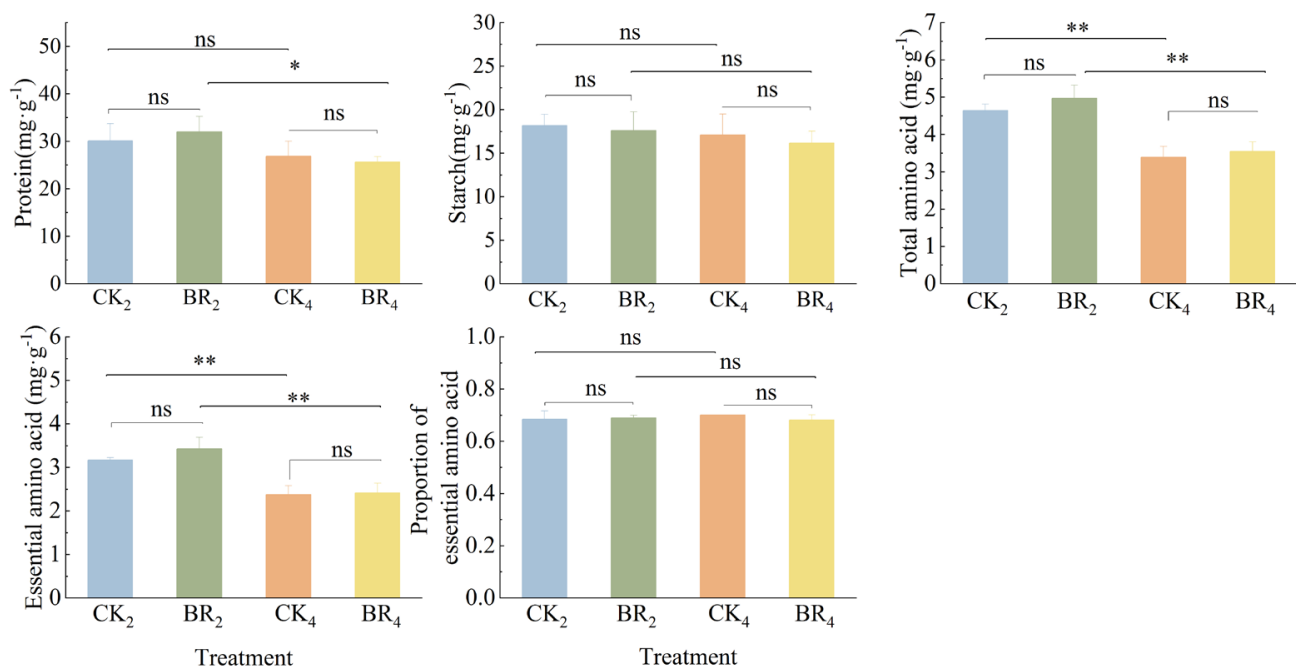 Protein(mg·g⁻¹)
50
40
30
20
10
0
ns
*
ns
ns
CK₂ BR₂ CK₄ BR₄
Starch(mg·g⁻¹)
30
25
20
15
10
5
0
ns
ns
ns
ns
CK₂ BR₂ CK₄ BR₄
Total amino acid (mg·g⁻¹)
7
6
5
4
3
2
1
0
**
ns
**
ns
CK₂ BR₂ CK₄ BR₄
Essential amino acid (mg·g⁻¹)
6
5
4
3
2
1
0
**
**
ns
ns
CK₂ BR₂ CK₄ BR₄
Treatment
Proportion of
essential amino acid
1.0
0.8
0.6
0.4
0.2
0.0
ns
ns
ns
ns
CK₂ BR₂ CK₄ BR₄
Treatment